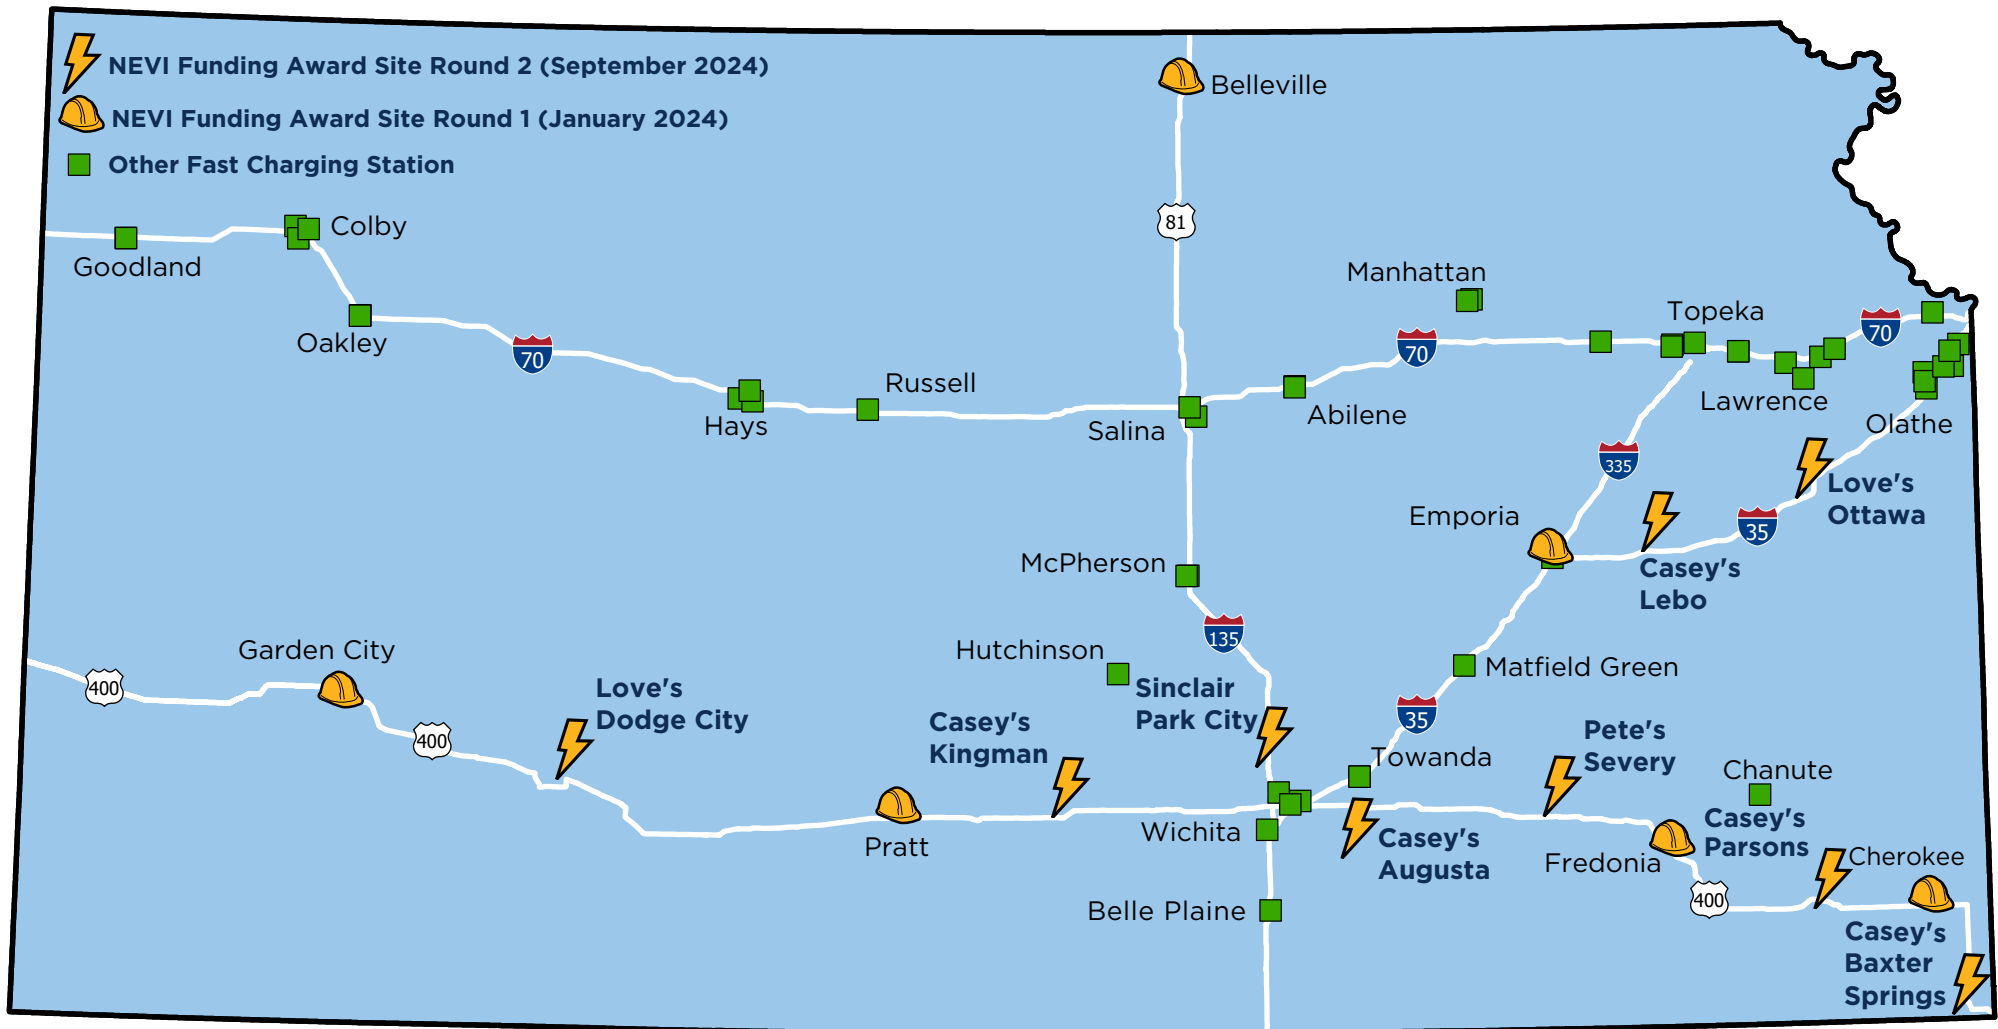 NEVI Funding Award Site Round 2 (September 2024)
NEVI Funding Award Site Round 1 (January 2024)
Other Fast Charging Station
Belleville
81
Colby
Goodland
Oakley
70
Manhattan
Topeka
70
70
Hays
Russell
Salina
Abilene
Lawrence
Olathe
335
Love's
Ottawa
Emporia
35
Casey's
Lebo
McPherson
135
Hutchinson
Garden City
400
400
Love's
Dodge City
Casey's
Kingman
Sinclair
Park City
Matfield Green
35
Towanda
Pete's
Severy
Chanute
Pratt
Wichita
Casey's
Augusta
Fredonia
Casey's
Parsons
Cherokee
400
Belle Plaine
Casey's
Baxter
Springs